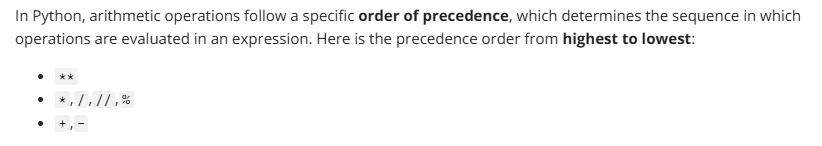 In Python, arithmetic operations follow a specific order of precedence, which determines the sequence in which
operations are evaluated in an expression. Here is the precedence order from highest to lowest:
• **
• *, /, //, %
• +, -